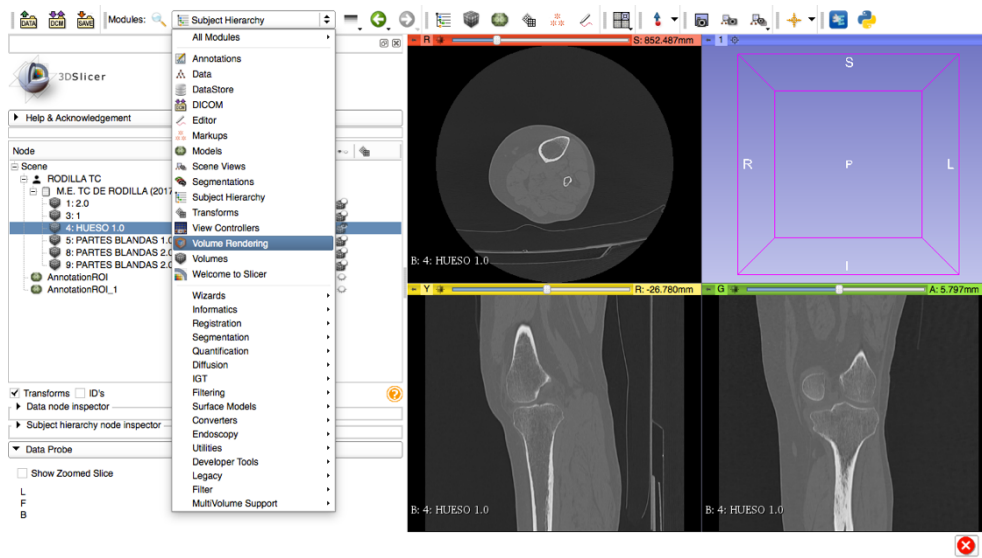 DATA
DCM
SAVE
Modules:
Subject Hierarchy
All Modules
Annotations
Data
DataStore
DICOM
Editor
Markups
Models
Scene Views
Segmentations
Subject Hierarchy
Transforms
View Controllers
Volume Rendering
Volumes
Welcome to Slicer
Wizards
Informatics
Registration
Segmentation
Quantification
Diffusion
IGT
Filtering
Surface Models
Converters
Endoscopy
Utilities
Developer Tools
Legacy
Filter
MultiVolume Support
3DSlicer
Help & Acknowledgement
Node
Scene
RODILLA TC
M.E. TC DE RODILLA (2017
1: 2.0
3: 1
4: HUESO 1.0
5: PARTES BLANDAS 1.0
8: PARTES BLANDAS 2.0
9: PARTES BLANDAS 2.0
AnnotationROI
AnnotationROI_1
Transforms
ID's
Data node inspector
Subject hierarchy node inspector
Data Probe
Show Zoomed Slice
L
F
B
R
S: 852.487mm
B: 4: HUESO 1.0
1
S
R
P
L
I
Y
R: -26.780mm
B: 4: HUESO 1.0
G
A: 5.797mm
B: 4: HUESO 1.0